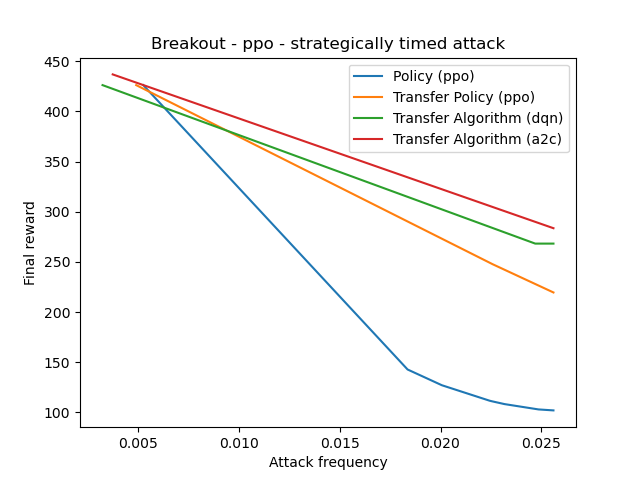 Breakout - ppo - strategically timed attack
450
400
350
300
250
200
150
100
Final reward
Policy (ppo)
Transfer Policy (ppo)
Transfer Algorithm (dqn)
Transfer Algorithm (a2c)
0.005 0.010 0.015 0.020 0.025
Attack frequency